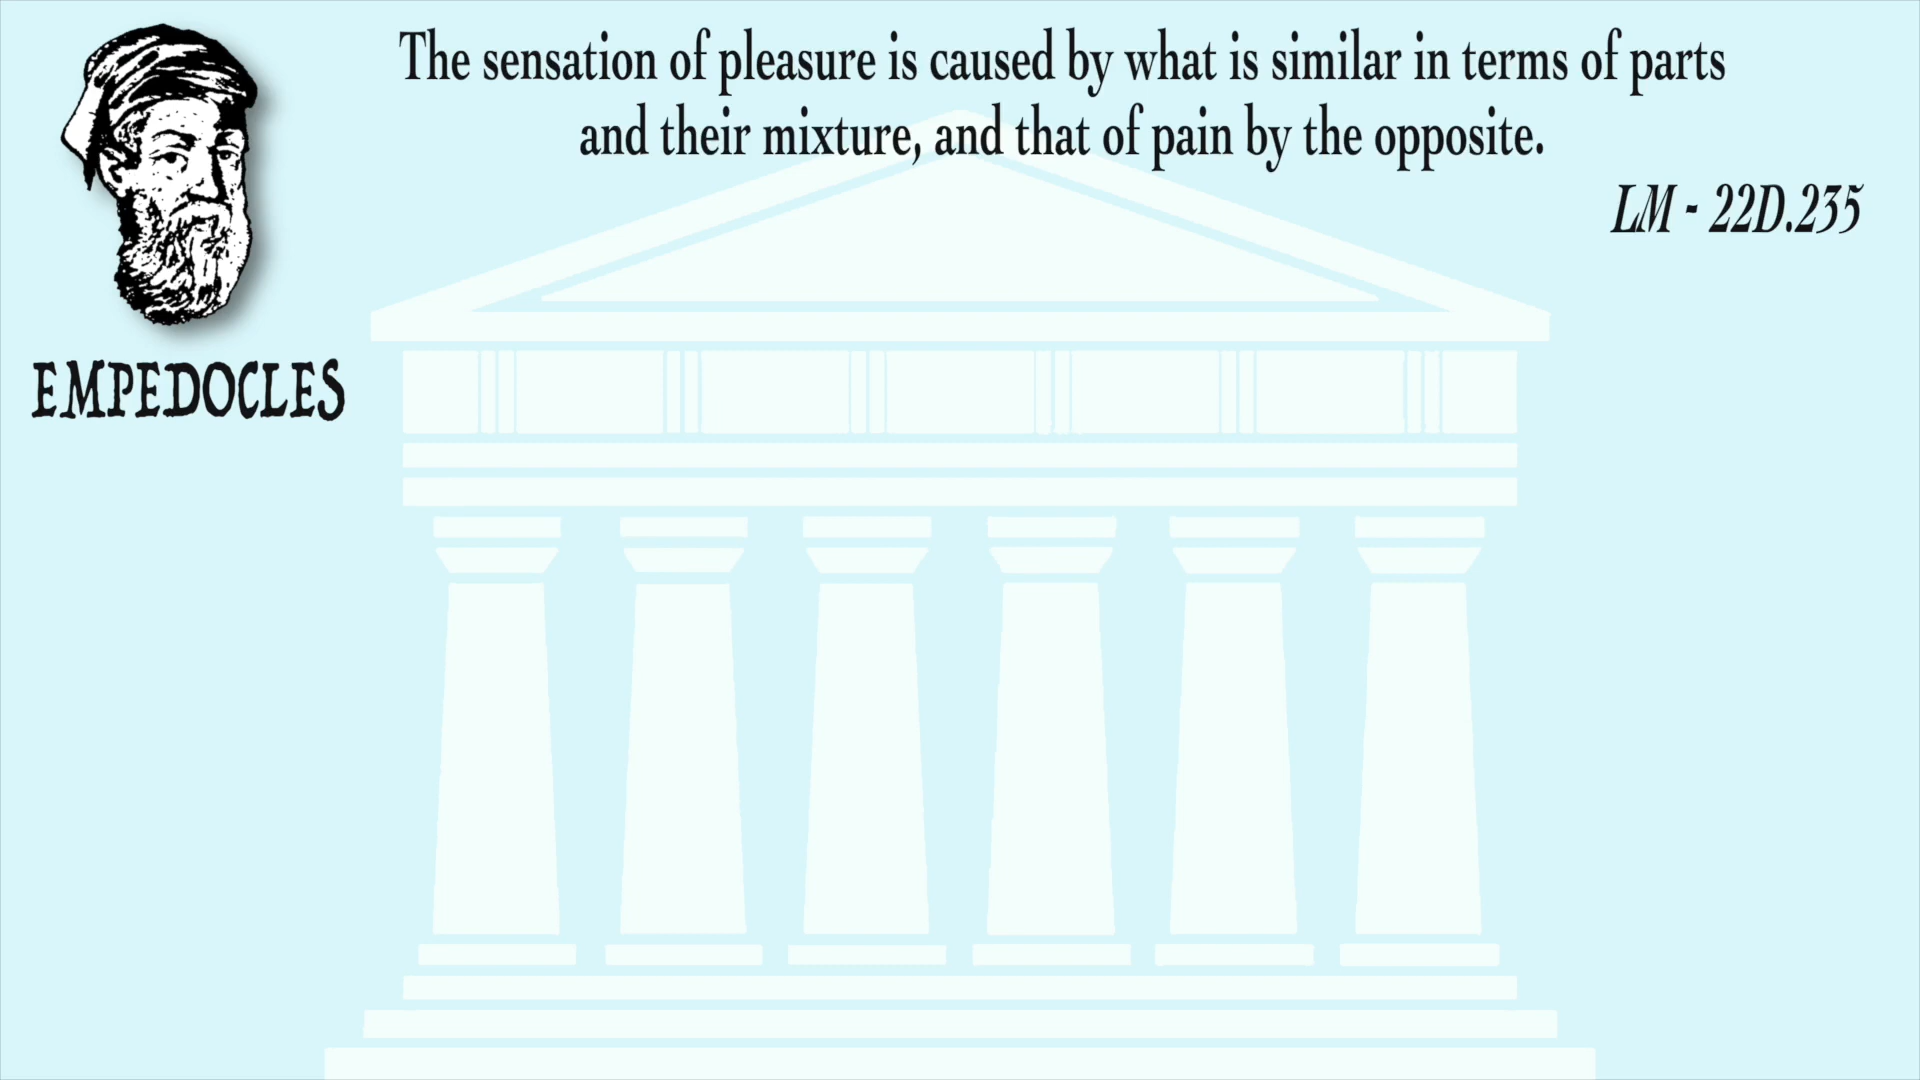 The sensation of pleasure is caused by what is similar in terms of parts
and their mixture, and that of pain by the opposite.
LM - 22D.235
EMPEDOCLES